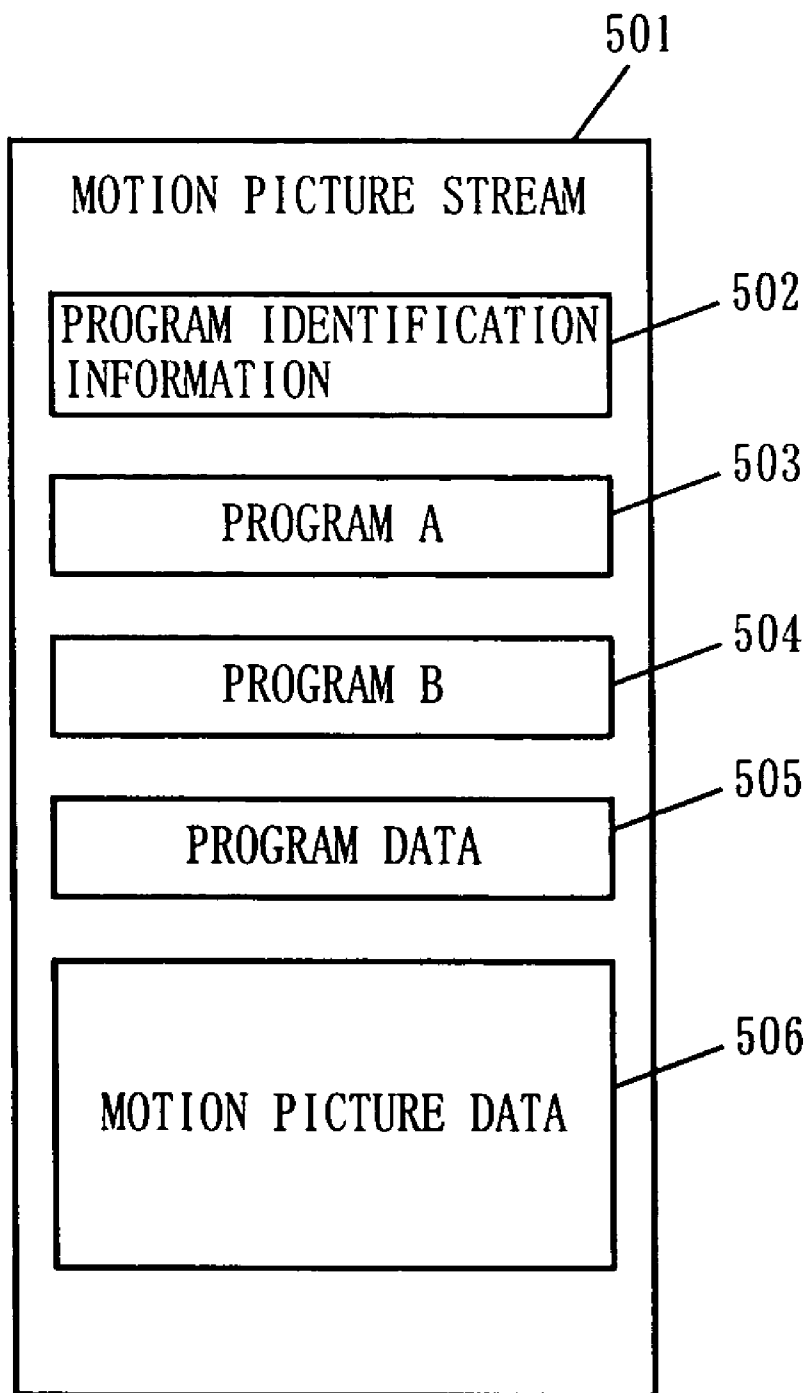 501
MOTION PICTURE STREAM
502
PROGRAM IDENTIFICATION
INFORMATION
503
PROGRAM A
504
PROGRAM B
505
PROGRAM DATA
506
MOTION PICTURE DATA